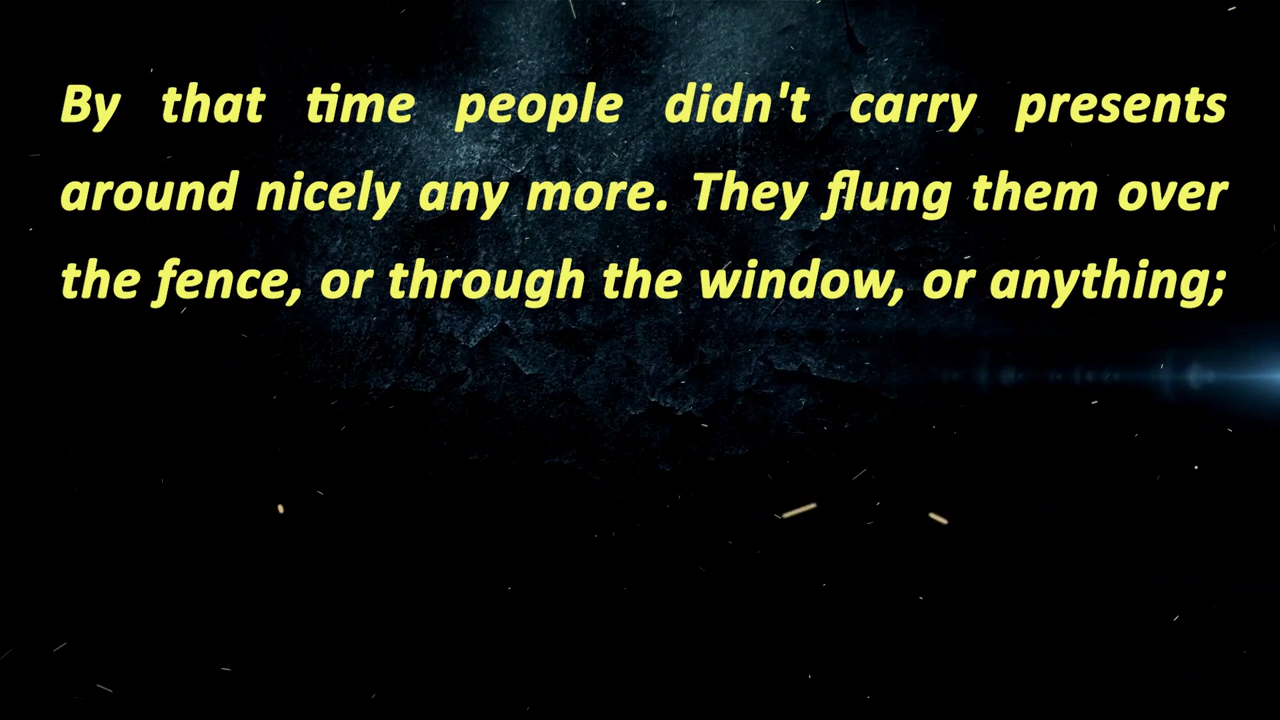 By that time people didn't carry presents
around nicely any more. They flung them over
the fence, or through the window, or anything;